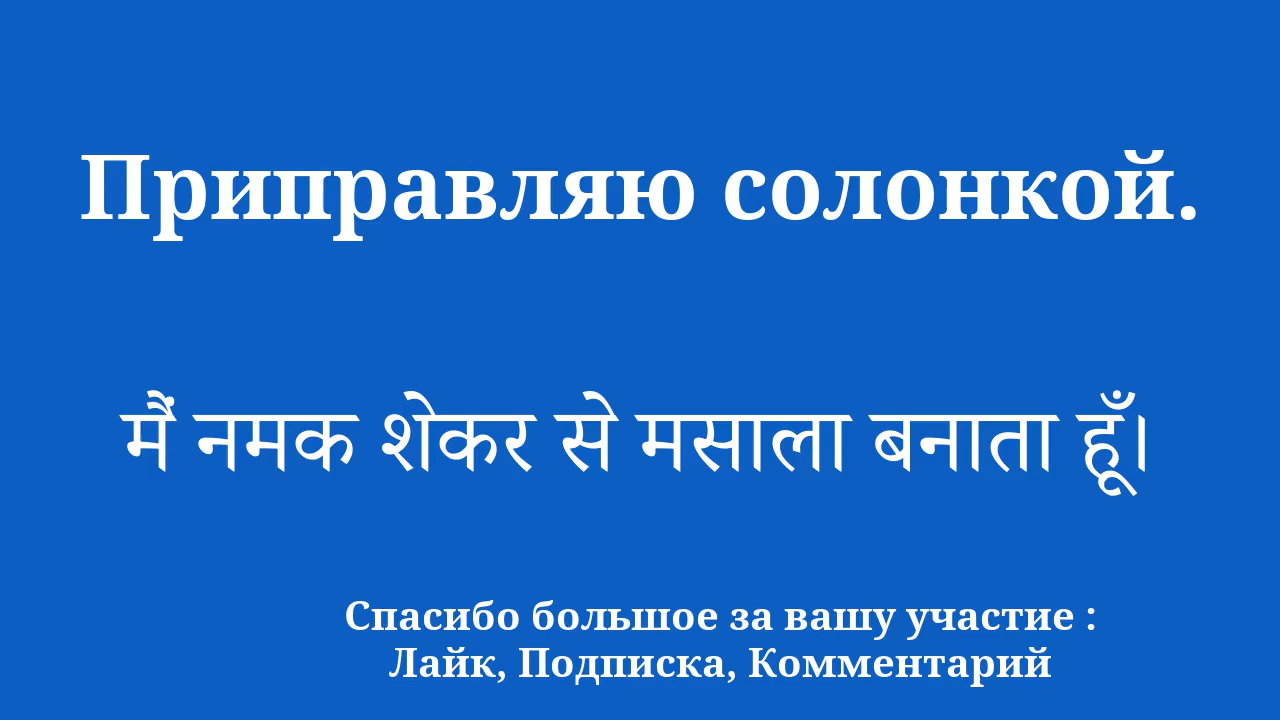 Приправляю солонкой.
मैं नमक शेकर से मसाला बनाता हूँ।
Спасибо большое за вашу участие :
Лайк, Подписка, Комментарий